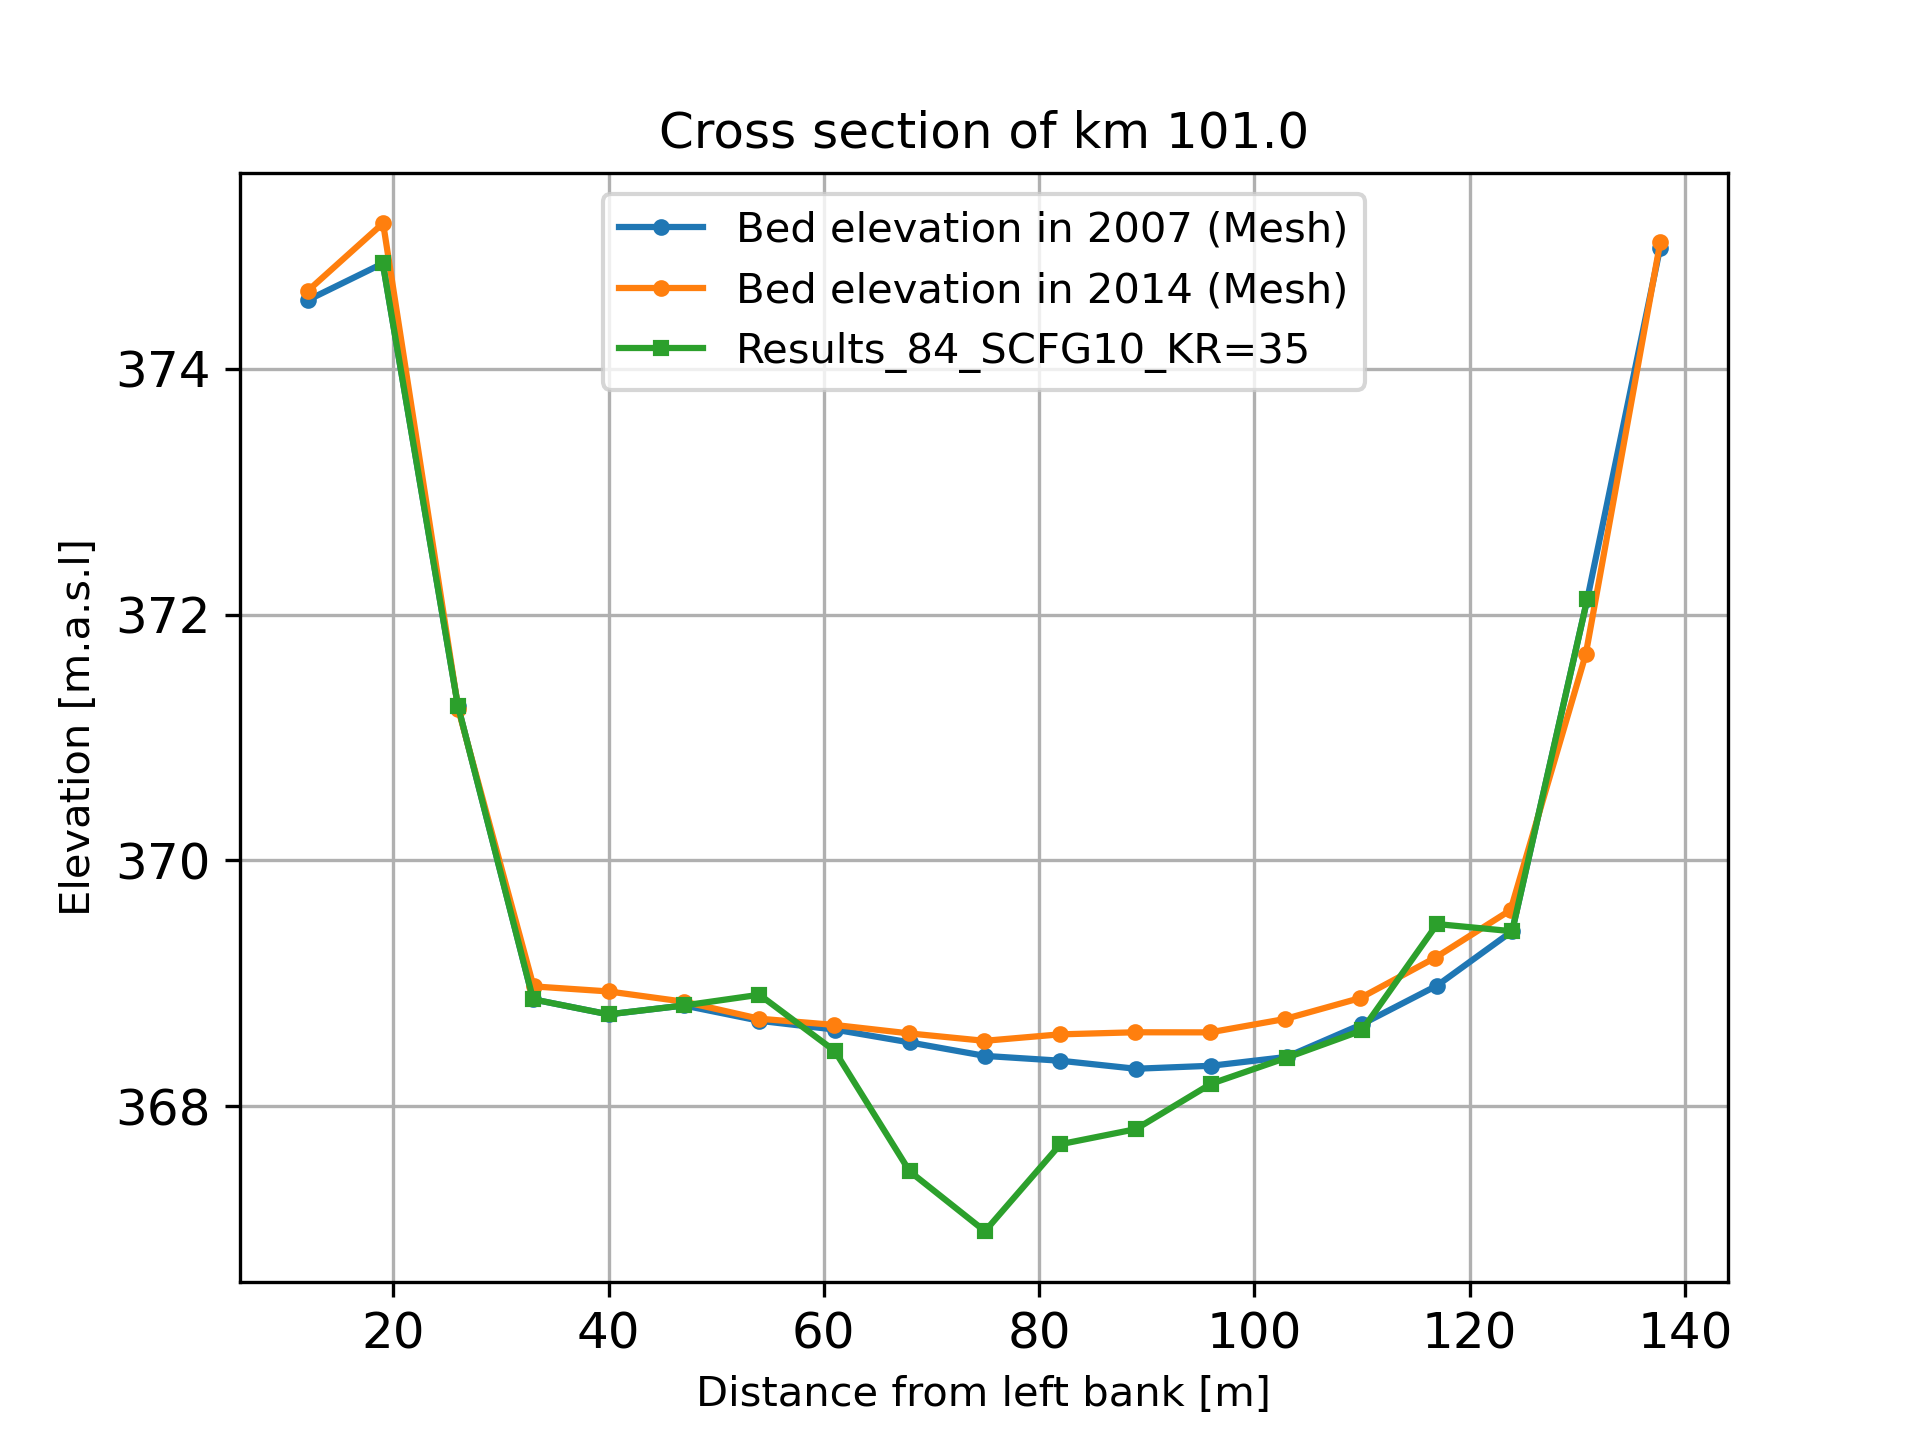 Cross section of km 101.0
Bed elevation in 2007 (Mesh)
Bed elevation in 2014 (Mesh)
Results_84_SCFG10_KR=35
374
372
370
368
Elevation [m.a.s.l]
20 40 60 80 100 120 140
Distance from left bank [m]